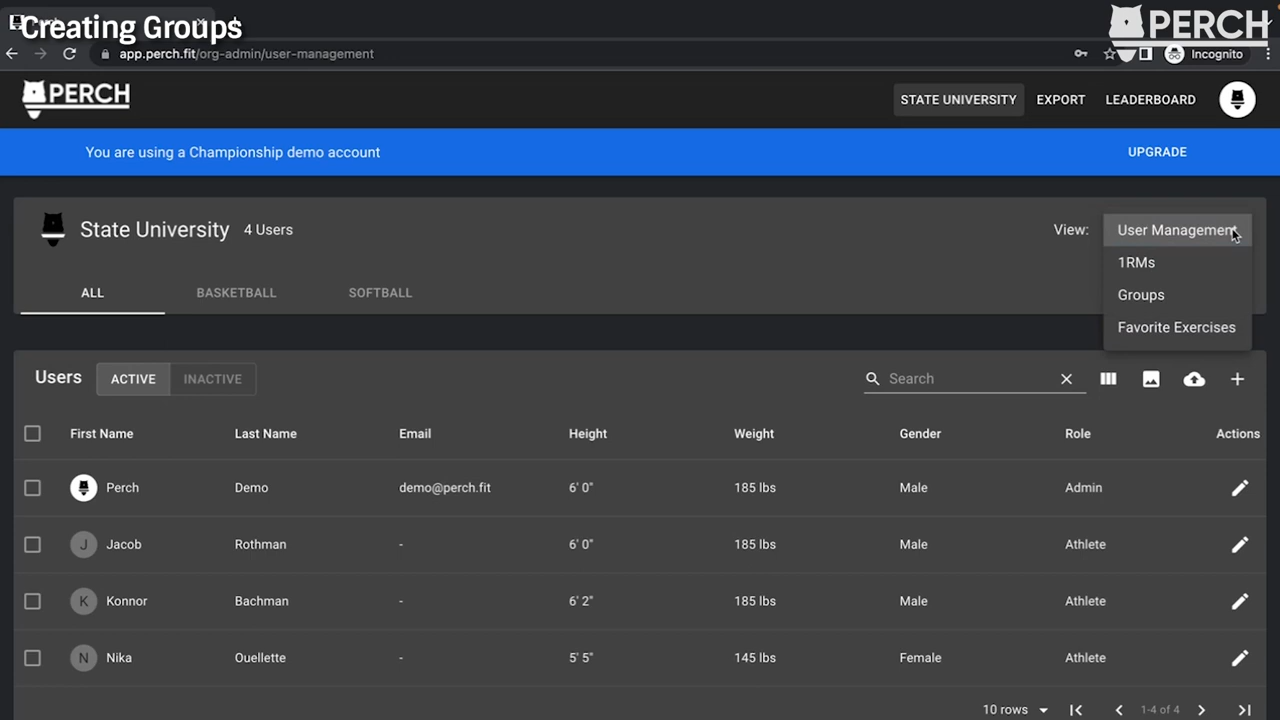 Creating Groups
PERCH
app.perch.fit/org-admin/user-management
Incognito
PERCH
STATE UNIVERSITY
EXPORT
LEADERBOARD
You are using a Championship demo account
UPGRADE
State University
4 Users
View:
User Management
1RMs
Groups
Favorite Exercises
ALL
BASKETBALL
SOFTBALL
Users
ACTIVE
INACTIVE
Search
First Name Last Name Email Height Weight Gender Role Actions
Perch Demo demo@perch.fit 6' 0" 185 lbs Male Admin
J Jacob Rothman - 6' 0" 185 lbs Male Athlete
K Konnor Bachman - 6' 2" 185 lbs Male Athlete
N Nika Ouellette - 5' 5" 145 lbs Female Athlete
10 rows
1-4 of 4